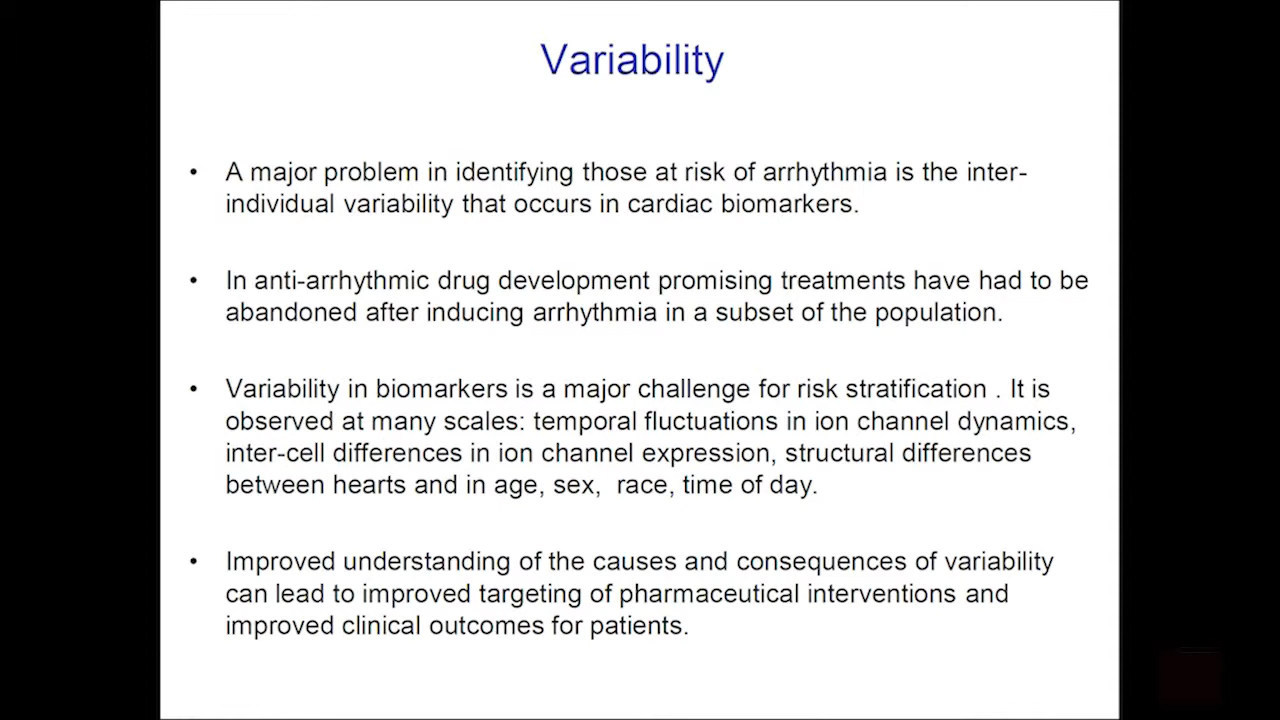 Variability
• A major problem in identifying those at risk of arrhythmia is the inter-
individual variability that occurs in cardiac biomarkers.
• In anti-arrhythmic drug development promising treatments have had to be
abandoned after inducing arrhythmia in a subset of the population.
• Variability in biomarkers is a major challenge for risk stratification . It is
observed at many scales: temporal fluctuations in ion channel dynamics,
inter-cell differences in ion channel expression, structural differences
between hearts and in age, sex,  race, time of day.
• Improved understanding of the causes and consequences of variability
can lead to improved targeting of pharmaceutical interventions and
improved clinical outcomes for patients.